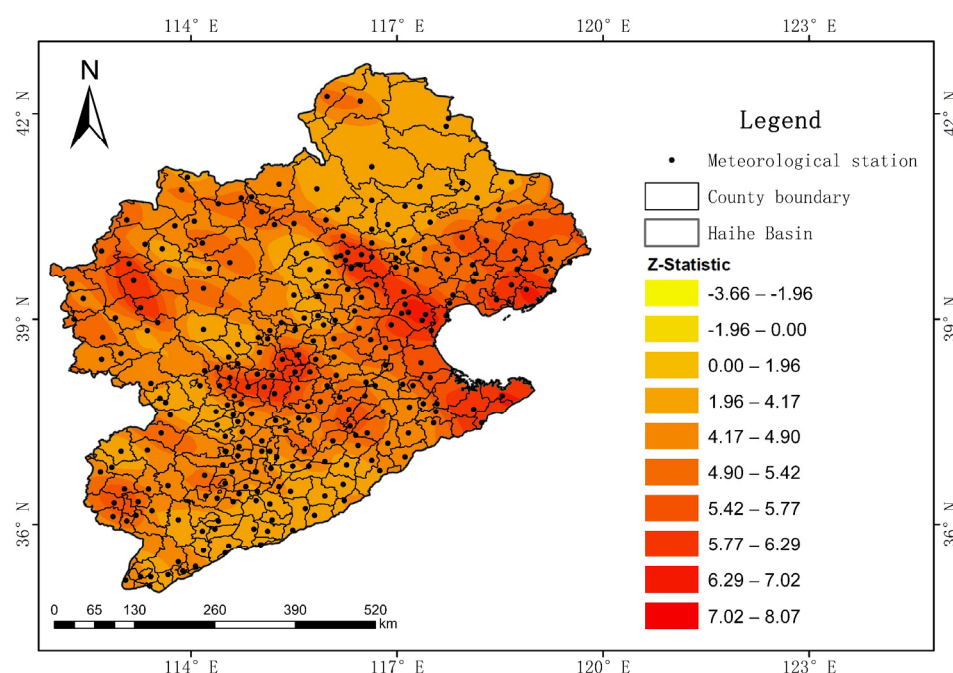 114° E 117° E 120° E 123° E
N
42° N
42° N
Legend
Meteorological station
County boundary
Haihe Basin
Z-Statistic
-3.66 – -1.96
39° N
39° N
-1.96 – 0.00
0.00 – 1.96
1.96 – 4.17
4.17 – 4.90
4.90 – 5.42
5.42 – 5.77
36° N
36° N
5.77 – 6.29
6.29 – 7.02
7.02 – 8.07
0 65 130 260 390 520
km
114° E 117° E 120° E 123° E